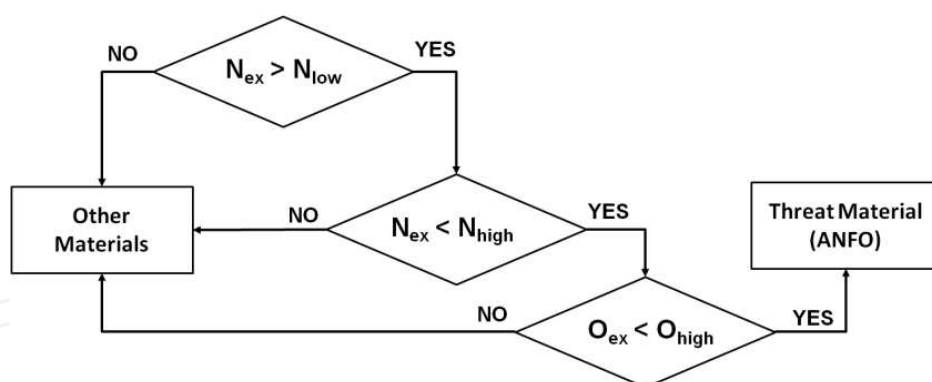 NO
YES
N_ex > N_low
Other
Materials
NO
N_ex < N_high
YES
Threat Material
(ANFO)
NO
O_ex < O_high
YES